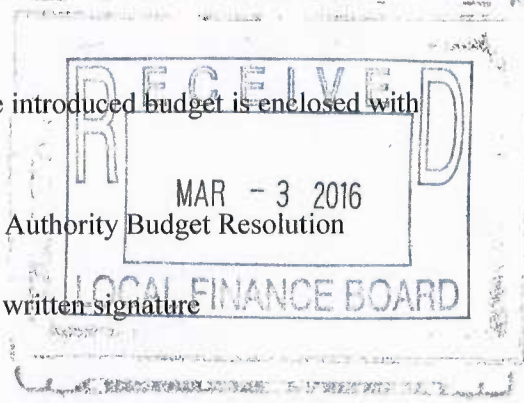 RECEIVED
e introduced budget is enclosed with
MAR - 3 2016
Authority Budget Resolution
LOCAL FINANCE BOARD
written signature